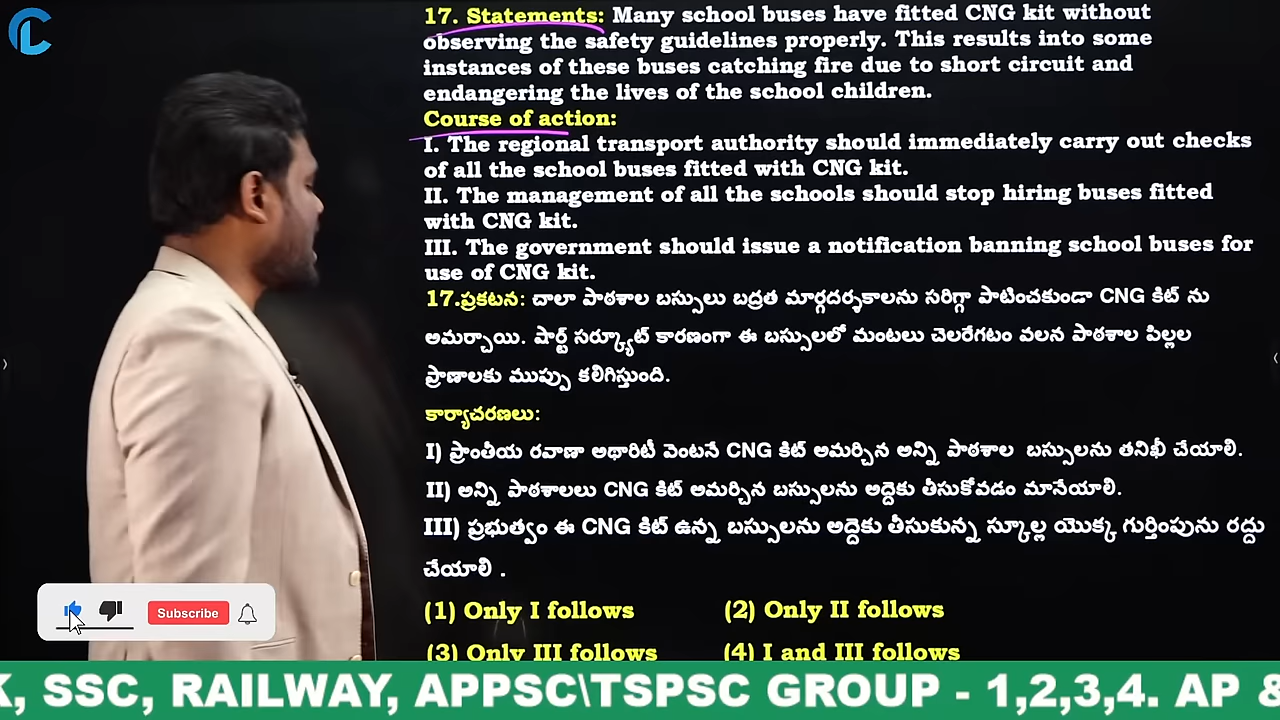 17. Statements: Many school buses have fitted CNG kit without
observing the safety guidelines properly. This results into some
instances of these buses catching fire due to short circuit and
endangering the lives of the school children.
Course of action:
I. The regional transport authority should immediately carry out checks
of all the school buses fitted with CNG kit.
II. The management of all the schools should stop hiring buses fitted
with CNG kit.
III. The government should issue a notification banning school buses for
use of CNG kit.
17.ప్రకటన: చాలా పాఠశాల బస్సులు బద్రత మార్గదర్శకాలను సరిగ్గా పాటించకుండా CNG కిట్ ను
అమర్చాయి. షార్ట్ సర్క్యూట్ కారణంగా ఈ బస్సులలో మంటలు చెలరేగటం వలన పాఠశాల పిల్లల
ప్రాణాలకు ముప్పు కలిగిస్తుంది.
కార్యాచరణలు:
I) ప్రాంతీయ రవాణా అథారిటీ వెంటనే CNG కిట్ అమర్చిన అన్ని పాఠశాల బస్సులను తనిఖీ చేయాలి.
II) అన్ని పాఠశాలలు CNG కిట్ అమర్చిన బస్సులను అద్దెకు తీసుకోవడం మానేయాలి.
III) ప్రభుత్వం ఈ CNG కిట్ ఉన్న బస్సులను అద్దెకు తీసుకున్న స్కూల్ల యొక్క గుర్తింపును రద్దు
చేయాలి .
(1) Only I follows (2) Only II follows
(3) Only III follows (4) I and III follows
Subscribe
K, SSC, RAILWAY, APPSC\TSPSC GROUP - 1,2,3,4. AP &